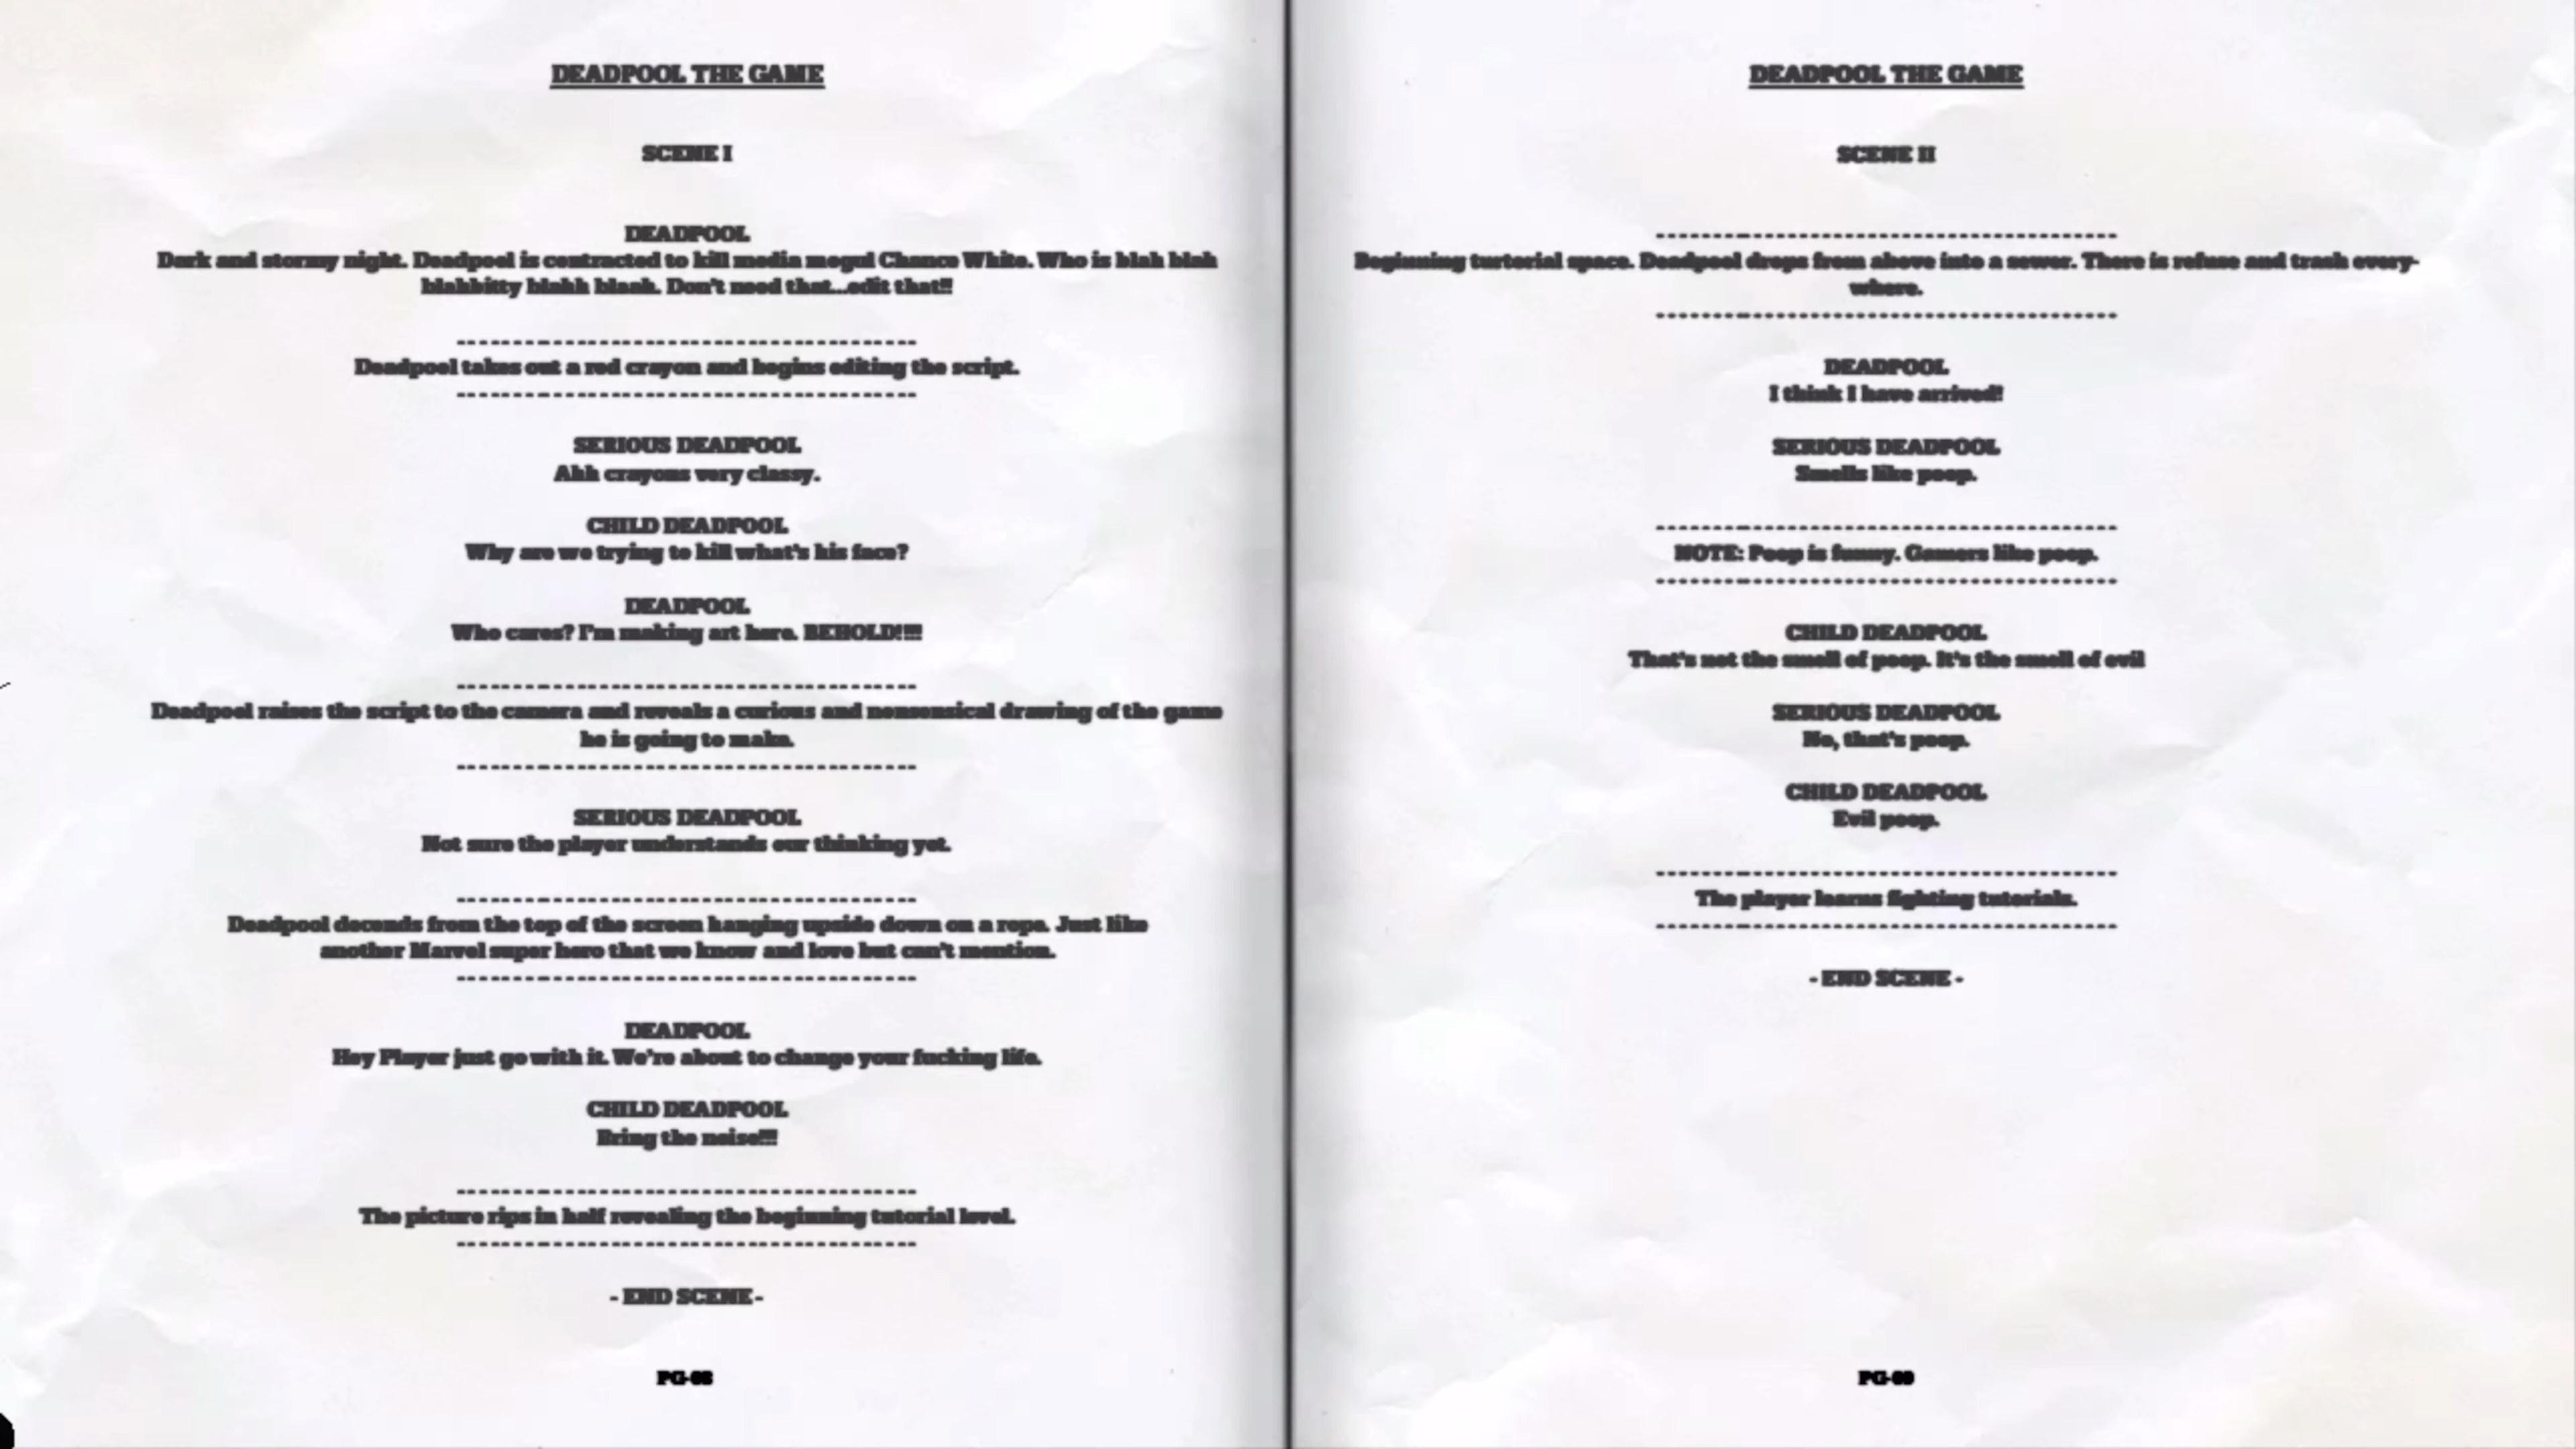 DEADPOOL THE GAME
SCENE I
DEADPOOL
Dark and stormy night. Deadpool is contracted to kill media mogul Chance White. Who is blah blah
blahbitty blahh blaah. Don't need that...edit that!!
----------------------------------------
Deadpool takes out a red crayon and begins editing the script.
----------------------------------------
SERIOUS DEADPOOL
Ahh crayons very classy.
CHILD DEADPOOL
Why are we trying to kill what's his face?
DEADPOOL
Who cares? I'm making art here. BEHOLD!!!!
----------------------------------------
Deadpool raises the script to the camera and reveals a curious and nonsensical drawing of the game
he is going to make.
----------------------------------------
SERIOUS DEADPOOL
Not sure the player understands our thinking yet.
----------------------------------------
Deadpool decends from the top of the screen hanging upside down on a rope. Just like
another Marvel super hero that we know and love but can't mention.
----------------------------------------
DEADPOOL
Hey Player just go with it. We're about to change your fucking life.
CHILD DEADPOOL
Bring the noise!!!
----------------------------------------
The picture rips in half revealing the beginning tutorial level.
----------------------------------------
- END SCENE -
PG-08
DEADPOOL THE GAME
SCENE II
----------------------------------------
Beginning turtorial space. Deadpool drops from above into a sewer. There is refuse and trash every-
where.
----------------------------------------
DEADPOOL
I think I have arrived!
SERIOUS DEADPOOL
Smells like poop.
----------------------------------------
NOTE: Poop is funny. Gamers like poop.
----------------------------------------
CHILD DEADPOOL
That's not the smell of poop. It's the smell of evil
SERIOUS DEADPOOL
No, that's poop.
CHILD DEADPOOL
Evil poop.
----------------------------------------
The player learns fighting tutorials.
----------------------------------------
- END SCENE -
PG-09